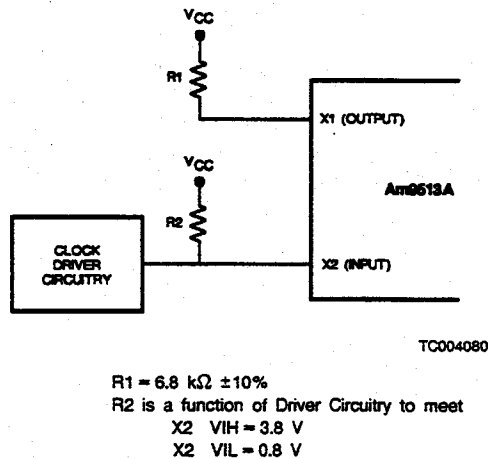 VCC
R1
X1 (OUTPUT)
VCC
Am9513A
R2
CLOCK
DRIVER
CIRCUITRY
X2 (INPUT)
TC004080
R1 = 6.8 kΩ ±10%
R2 is a function of Driver Circuitry to meet
X2 VIH = 3.8 V
X2 VIL = 0.8 V